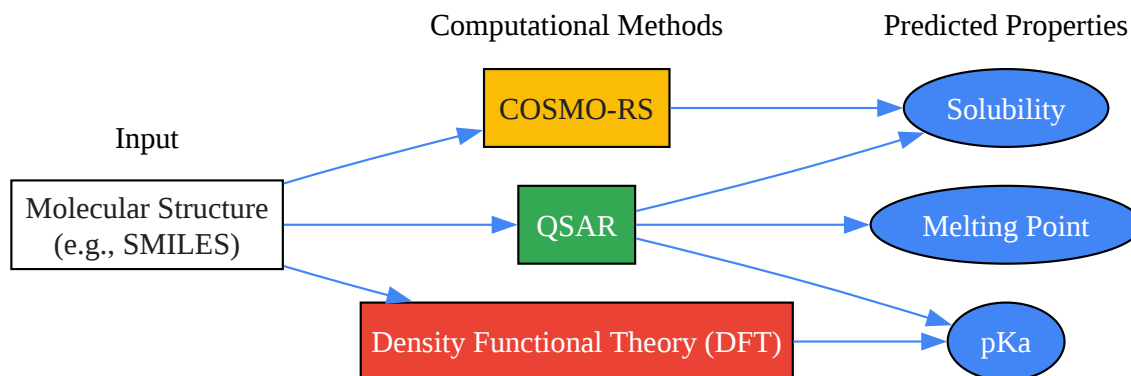 Computational Methods
Predicted Properties
COSMO-RS
Solubility
Input
Molecular Structure
(e.g., SMILES)
QSAR
Melting Point
Density Functional Theory (DFT)
pKa